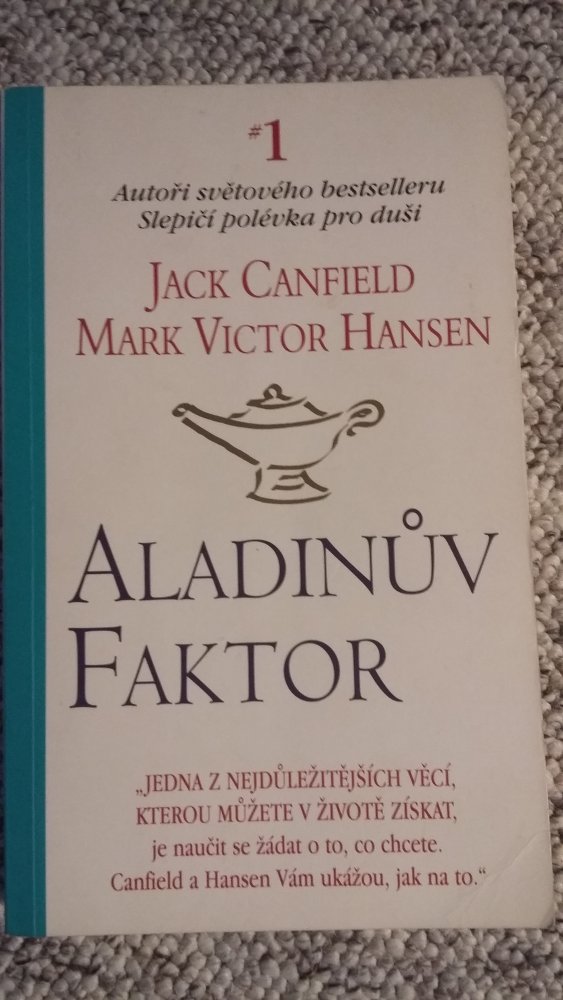 #1
Autoři světového bestselleru
Slepičí polévka pro duši
JACK CANFIELD
MARK VICTOR HANSEN
ALADINŮV
FAKTOR
„JEDNA Z NEJDŮLEŽITĚJŠÍCH VĚCÍ,
KTEROU MŮŽETE V ŽIVOTĚ ZÍSKAT,
je naučit se žádat o to, co chcete.
Canfield a Hansen Vám ukážou, jak na to.“